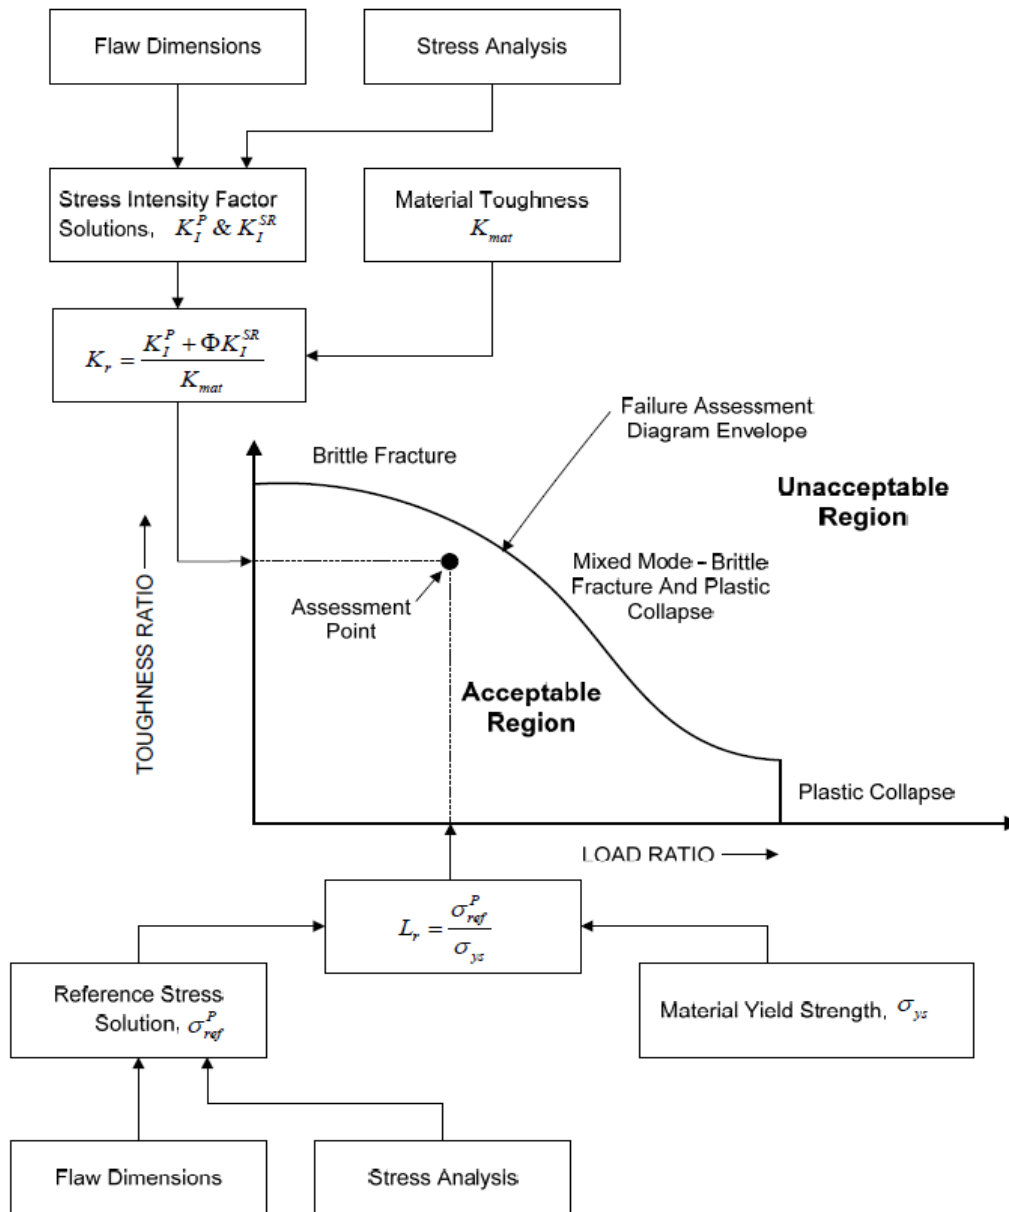 Flaw Dimensions
Stress Analysis
Stress Intensity Factor
Solutions, K_I^P & K_I^SR
Material Toughness
K_mat
K_r = (K_I^P + ΦK_I^SR) / K_mat
Failure Assessment
Diagram Envelope
Brittle Fracture
Unacceptable
Region
Mixed Mode - Brittle
Fracture And Plastic
Collapse
Assessment
Point
TOUGHNESS RATIO
Acceptable
Region
Plastic Collapse
LOAD RATIO
L_r = σ_ref^P / σ_ys
Reference Stress
Solution, σ_ref^P
Material Yield Strength, σ_ys
Flaw Dimensions
Stress Analysis